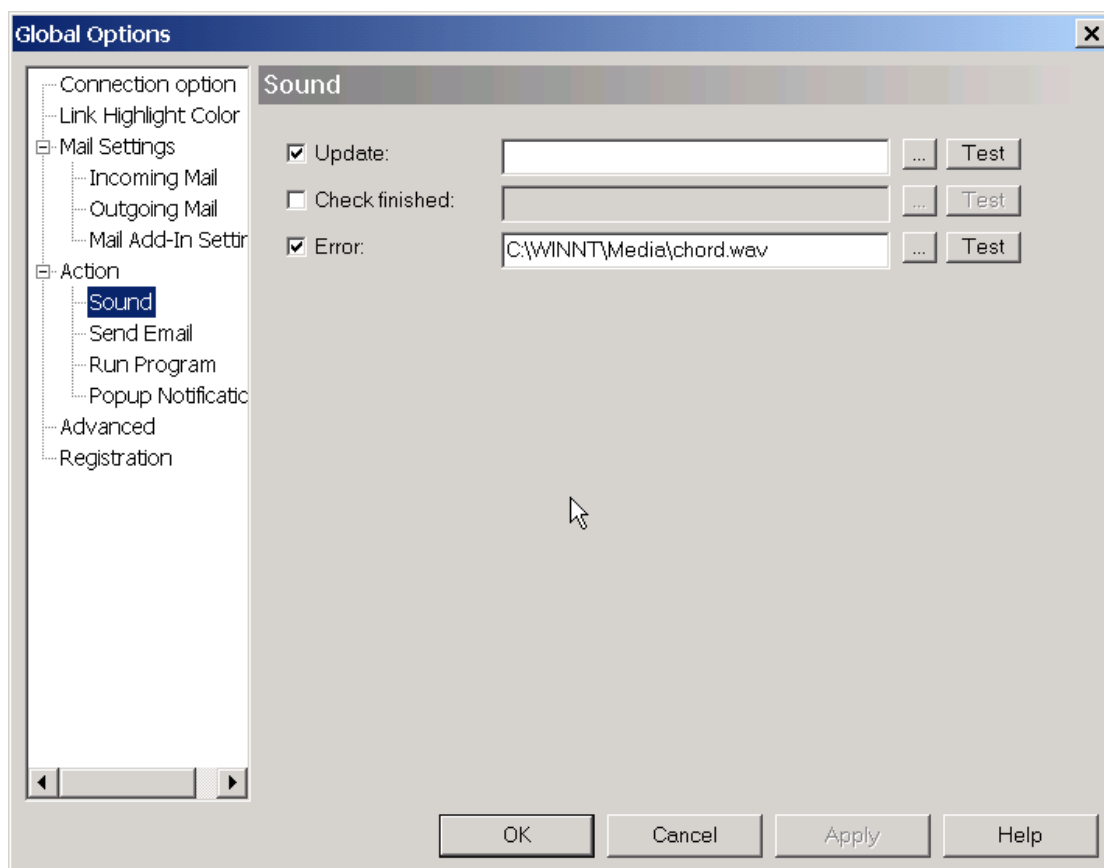 Global Options
Connection option
Link Highlight Color
Mail Settings
Incoming Mail
Outgoing Mail
Mail Add-In Settin
Action
Sound
Send Email
Run Program
Popup Notificatic
Advanced
Registration
Sound
Update: ... Test
Check finished: ... Test
Error: C:\WINNT\Media\chord.wav ... Test
OK Cancel Apply Help